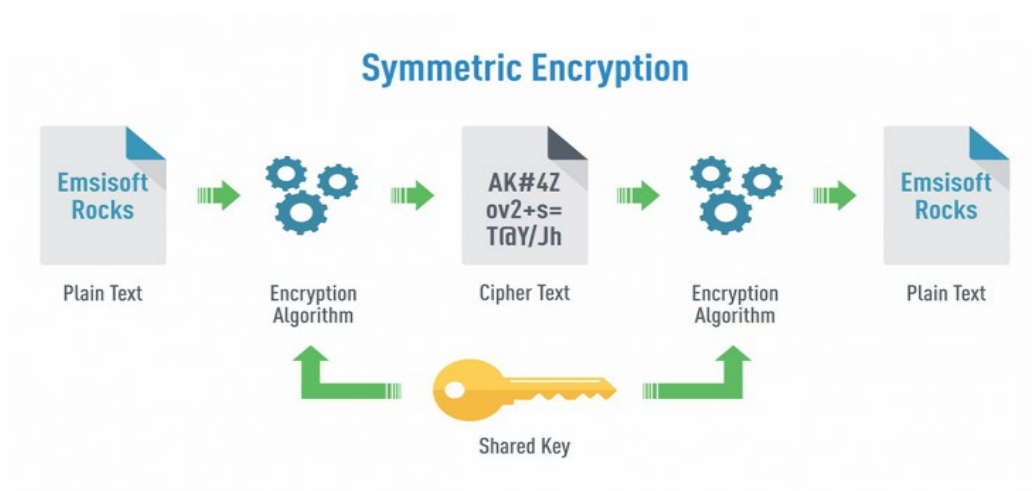 Symmetric Encryption
Emsisoft
Rocks
AK#4Z
ov2+s=
T@Y/Jh
Emsisoft
Rocks
Plain Text
Encryption
Algorithm
Cipher Text
Encryption
Algorithm
Plain Text
Shared Key